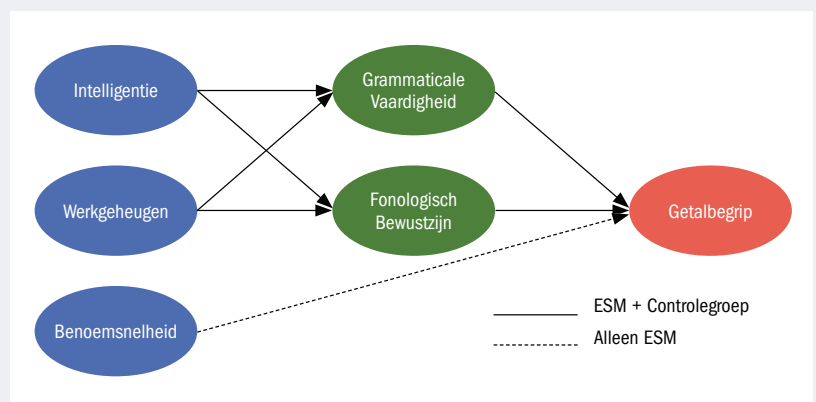 Intelligentie
Grammaticale
Vaardigheid
Werkgeheugen
Fonologisch
Bewustzijn
Getalbegrip
Benoemsnelheid
ESM + Controlegroep
Alleen ESM